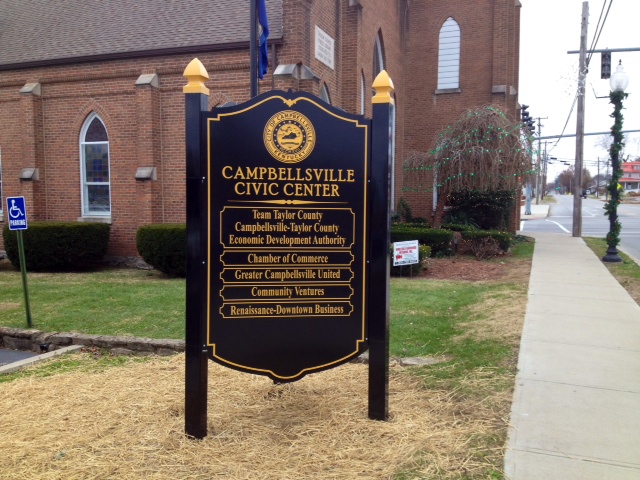 CAMPBELLSVILLE
CIVIC CENTER
Team Taylor County
Campbellsville-Taylor County
Economic Development Authority
Chamber of Commerce
Greater Campbellsville United
Community Ventures
Renaissance-Downtown Business
PARKING